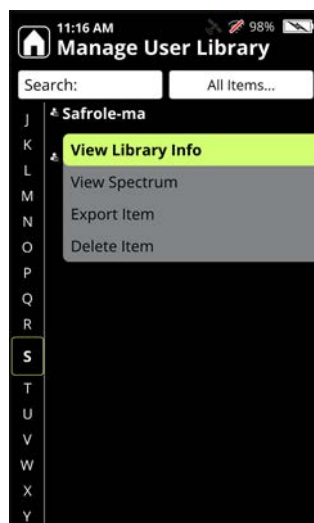 11:16 AM 98%
Manage User Library
Search: All Items...
J
Safrole-ma
K
View Library Info
L
View Spectrum
M
N
Export Item
O
Delete Item
P
Q
R
S
T
U
V
W
X
Y